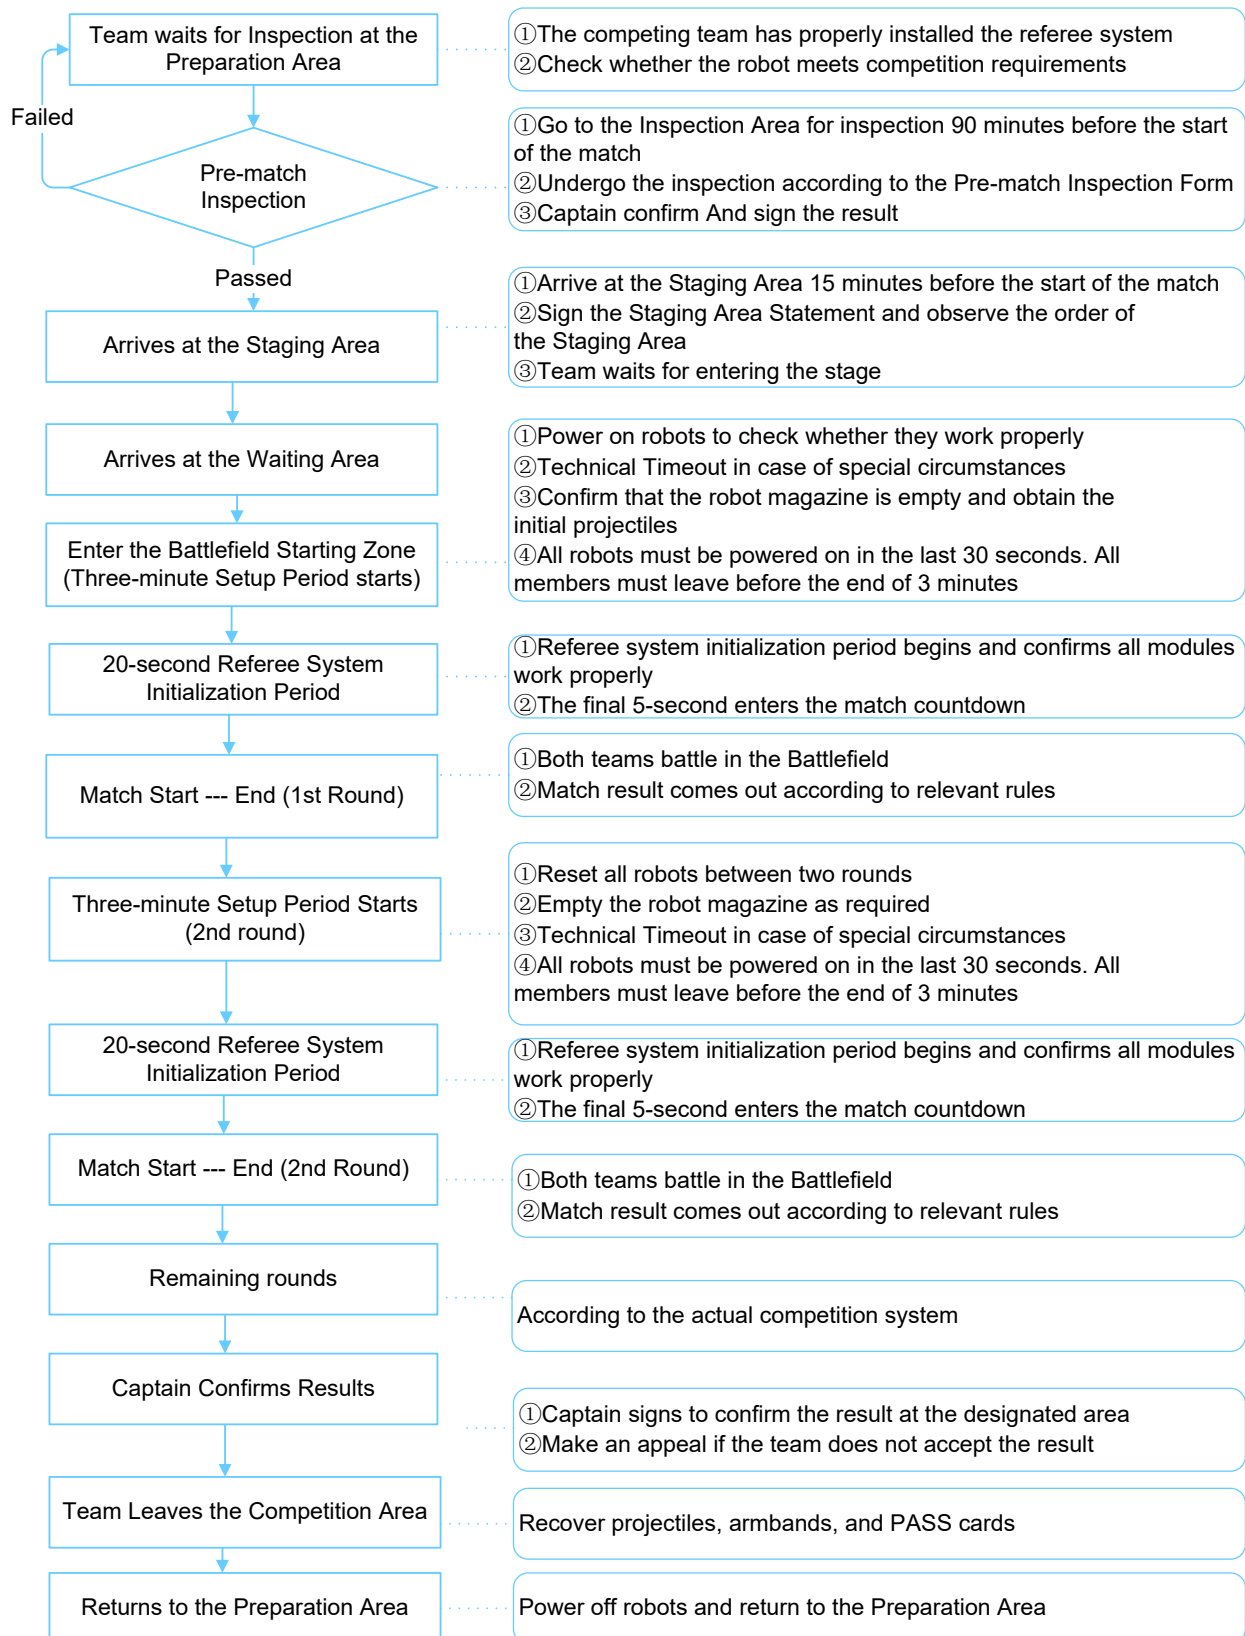 Team waits for Inspection at the
Preparation Area
①The competing team has properly installed the referee system
②Check whether the robot meets competition requirements
Failed
Pre-match
Inspection
①Go to the Inspection Area for inspection 90 minutes before the start
of the match
②Undergo the inspection according to the Pre-match Inspection Form
③Captain confirm And sign the result
Passed
Arrives at the Staging Area
①Arrive at the Staging Area 15 minutes before the start of the match
②Sign the Staging Area Statement and observe the order of
the Staging Area
③Team waits for entering the stage
Arrives at the Waiting Area
Enter the Battlefield Starting Zone
(Three-minute Setup Period starts)
①Power on robots to check whether they work properly
②Technical Timeout in case of special circumstances
③Confirm that the robot magazine is empty and obtain the
initial projectiles
④All robots must be powered on in the last 30 seconds. All
members must leave before the end of 3 minutes
20-second Referee System
Initialization Period
①Referee system initialization period begins and confirms all modules
work properly
②The final 5-second enters the match countdown
Match Start --- End (1st Round)
①Both teams battle in the Battlefield
②Match result comes out according to relevant rules
Three-minute Setup Period Starts
(2nd round)
①Reset all robots between two rounds
②Empty the robot magazine as required
③Technical Timeout in case of special circumstances
④All robots must be powered on in the last 30 seconds. All
members must leave before the end of 3 minutes
20-second Referee System
Initialization Period
①Referee system initialization period begins and confirms all modules
work properly
②The final 5-second enters the match countdown
Match Start --- End (2nd Round)
①Both teams battle in the Battlefield
②Match result comes out according to relevant rules
Remaining rounds
According to the actual competition system
Captain Confirms Results
①Captain signs to confirm the result at the designated area
②Make an appeal if the team does not accept the result
Team Leaves the Competition Area
Recover projectiles, armbands, and PASS cards
Returns to the Preparation Area
Power off robots and return to the Preparation Area